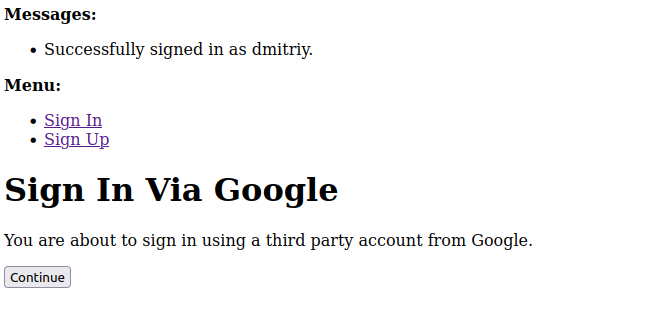 Messages:
Successfully signed in as dmitriy.
Menu:
Sign In
Sign Up
Sign In Via Google
You are about to sign in using a third party account from Google.
Continue